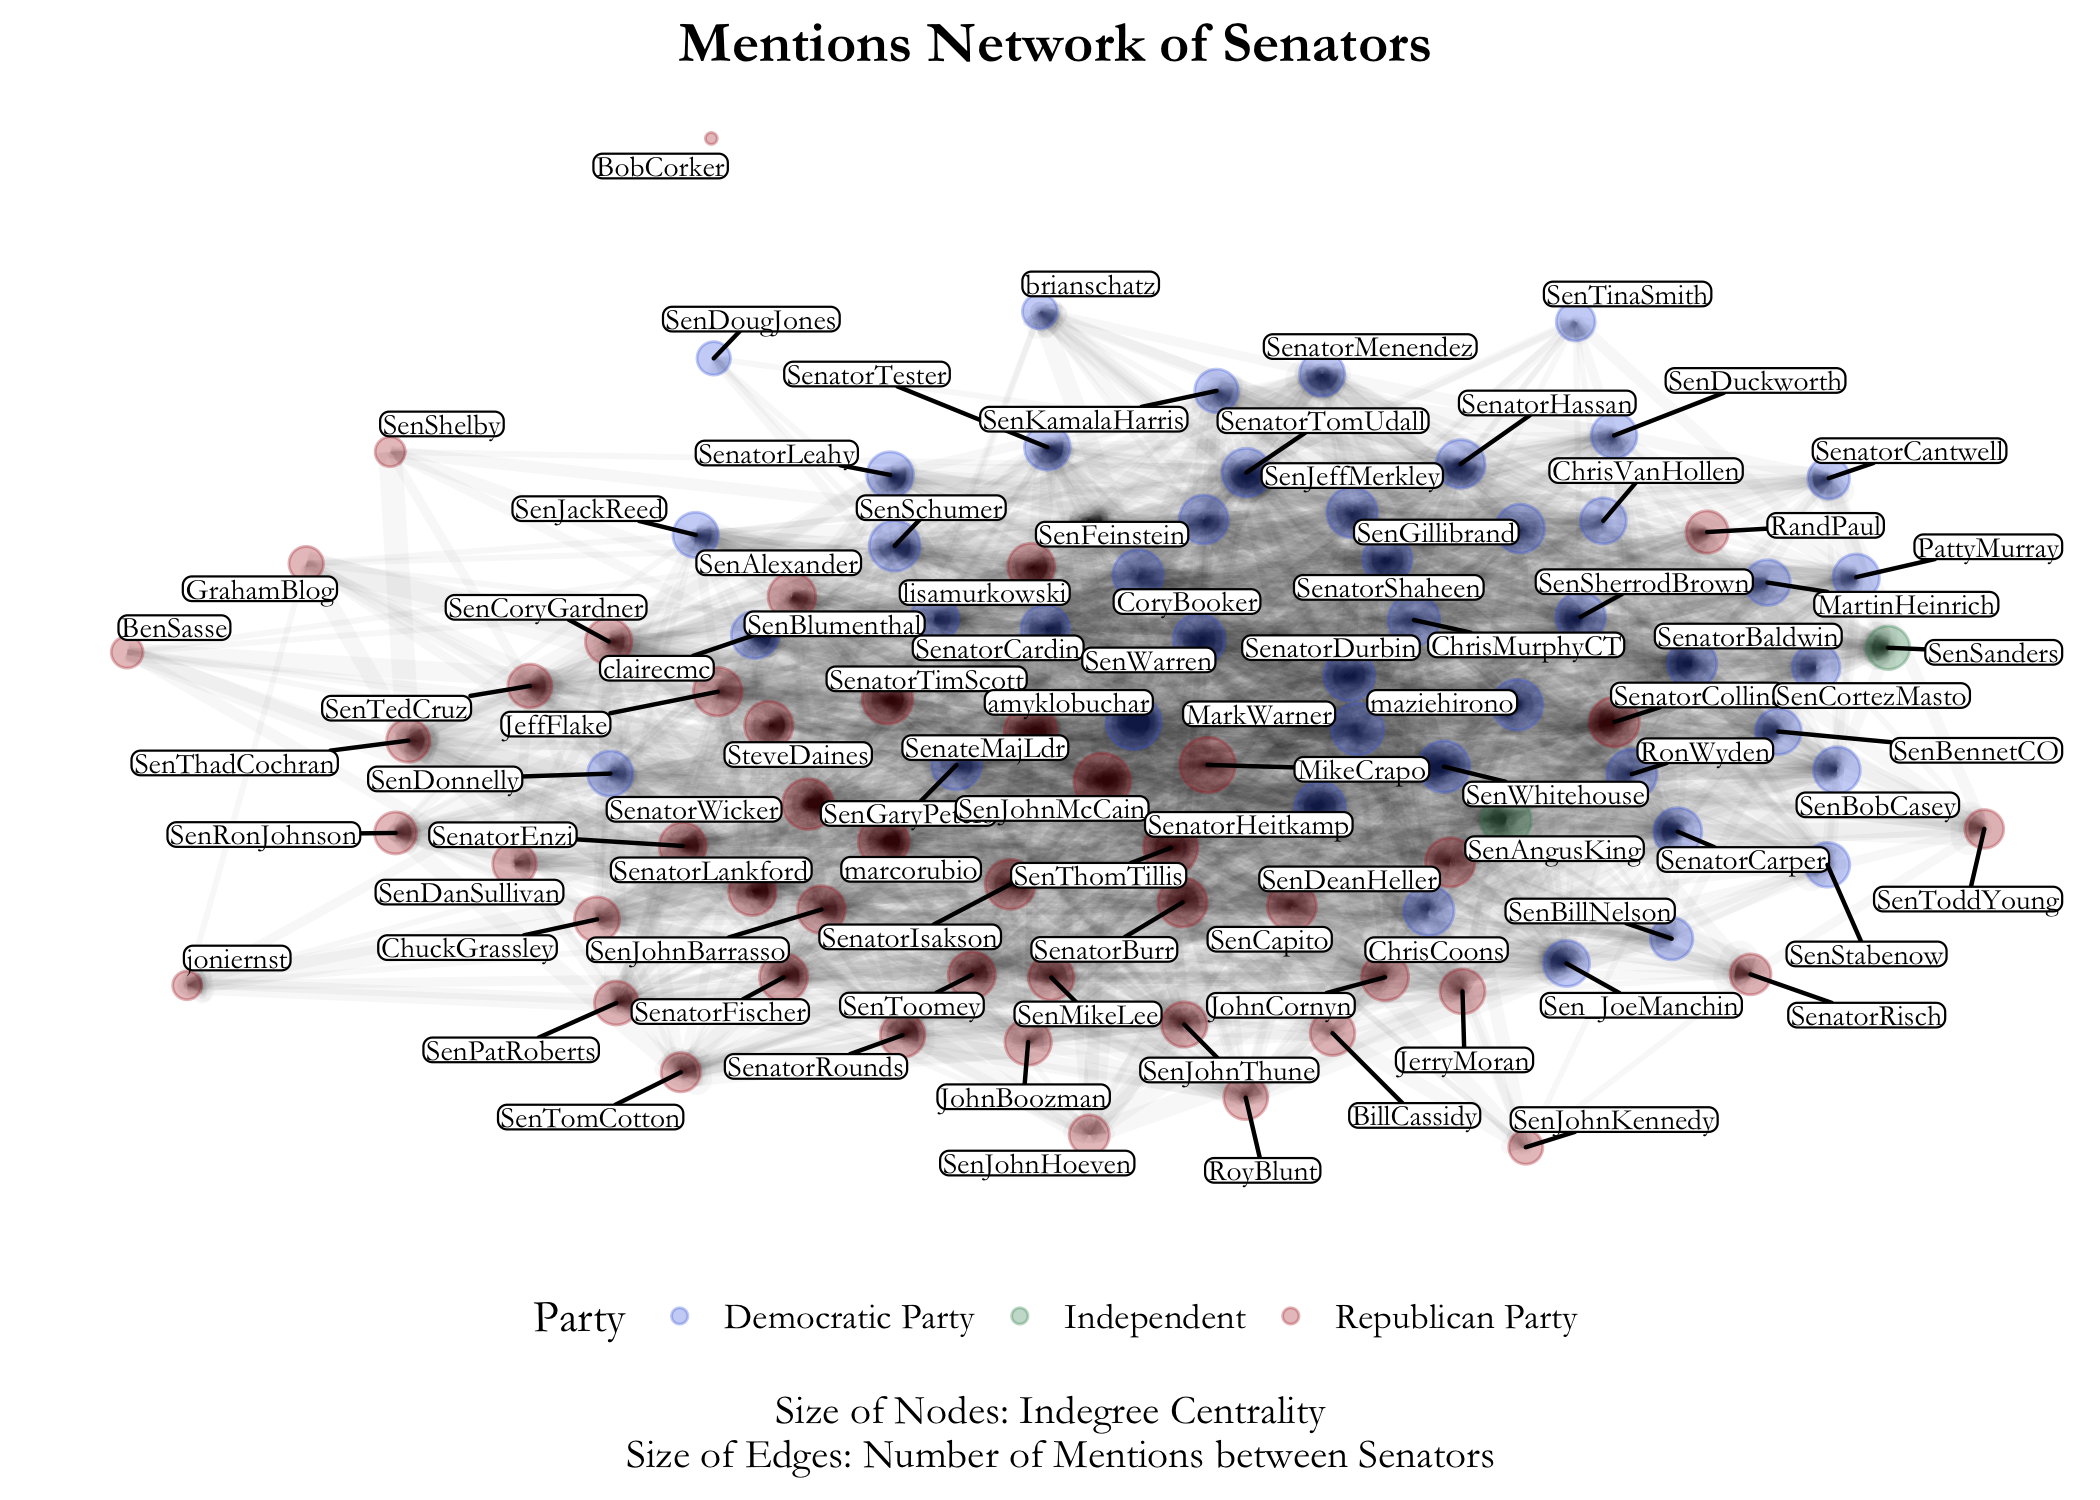 Mentions Network of Senators
BobCorker
brianschatz
SenTinaSmith
SenDougJones
SenatorMenendez
SenatorTester
SenDuckworth
SenatorHassan
SenKamalaHarris
SenatorTomUdall
SenShelby
SenatorLeahy
SenatorCantwell
ChrisVanHollen
SenJeffMerkley
SenJackReed
SenSchumer
RandPaul
SenFeinstein
SenGillibrand
PattyMurray
SenAlexander
GrahamBlog
lisamurkowski
SenatorShaheen
SenSherrodBrown
CoryBooker
MartinHeinrich
SenCoryGardner
BenSasse
SenBlumenthal
SenatorBaldwin
SenatorCardin
SenatorDurbin
ChrisMurphyCT
SenSanders
SenWarren
clairecmc
SenatorTimScott
SenTedCruz
amyklobuchar
maziehirono
SenatorCollin
SenCortezMasto
JeffFlake
MarkWarner
SteveDaines
SenateMajLdr
RonWyden
SenBennetCO
SenThadCochran
SenDonnelly
MikeCrapo
SenWhitehouse
SenBobCasey
SenatorWicker
SenGaryPete
SenJohnMcCain
SenatorHeitkamp
SenRonJohnson
SenatorEnzi
SenAngusKing
SenatorCarper
SenatorLankford
marcorubio
SenThomTillis
SenDeanHeller
SenDanSullivan
SenToddYoung
SenBillNelson
ChuckGrassley
SenJohnBarrasso
SenatorIsakson
SenatorBurr
SenCapito
ChrisCoons
SenStabenow
joniernst
SenatorFischer
SenToomey
SenMikeLee
JohnCornyn
Sen_JoeManchin
SenatorRisch
SenPatRoberts
SenatorRounds
SenJohnThune
JerryMoran
JohnBoozman
SenTomCotton
BillCassidy
SenJohnKennedy
SenJohnHoeven
RoyBlunt
Party Democratic Party Independent Republican Party
Size of Nodes: Indegree Centrality
Size of Edges: Number of Mentions between Senators